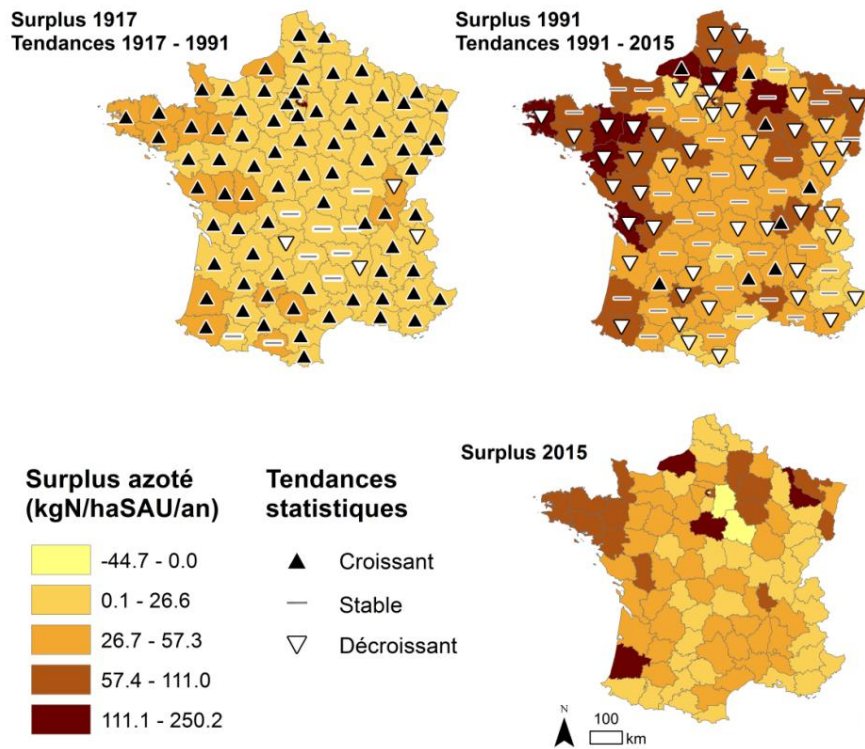 Surplus 1917
Tendances 1917 - 1991
Surplus 1991
Tendances 1991 - 2015
Surplus 2015
Surplus azoté
(kgN/haSAU/an)
-44.7 - 0.0
0.1 - 26.6
26.7 - 57.3
57.4 - 111.0
111.1 - 250.2
Tendances
statistiques
Croissant
Stable
Décroissant
N
100
km